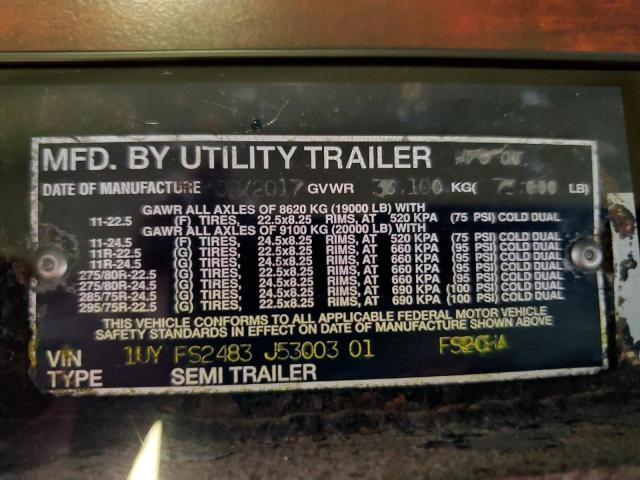 MFD. BY UTILITY TRAILER
DATE OF MANUFACTURE 02/2017 GVWR 100 KG( LB)
GAWR ALL AXLES OF 8620 KG (19000 LB) WITH
11-22.5 (F) TIRES, 22.5x8.25 RIMS, AT 520 KPA (75 PSI) COLD DUAL
GAWR ALL AXLES OF 9100 KG (20000 LB) WITH
11-24.5 (F) TIRES, 24.5x8.25 RIMS, AT 520 KPA (75 PSI) COLD DUAL
11R-22.5 (G) TIRES, 22.5x8.25 RIMS, AT 660 KPA (95 PSI) COLD DUAL
11R-24.5 (G) TIRES, 24.5x8.25 RIMS, AT 660 KPA (95 PSI) COLD DUAL
275/80R-22.5 (G) TIRES, 22.5x8.25 RIMS, AT 660 KPA (95 PSI) COLD DUAL
275/80R-24.5 (G) TIRES, 24.5x8.25 RIMS, AT 660 KPA (95 PSI) COLD DUAL
285/75R-24.5 (G) TIRES, 24.5x8.25 RIMS, AT 690 KPA (100 PSI) COLD DUAL
295/75R-22.5 (G) TIRES, 22.5x8.25 RIMS, AT 690 KPA (100 PSI) COLD DUAL
THIS VEHICLE CONFORMS TO ALL APPLICABLE FEDERAL MOTOR VEHICLE
SAFETY STANDARDS IN EFFECT ON DATE OF MANUFACTURE SHOWN ABOVE
VIN 1UY FS2483 J53003 01
TYPE SEMI TRAILER